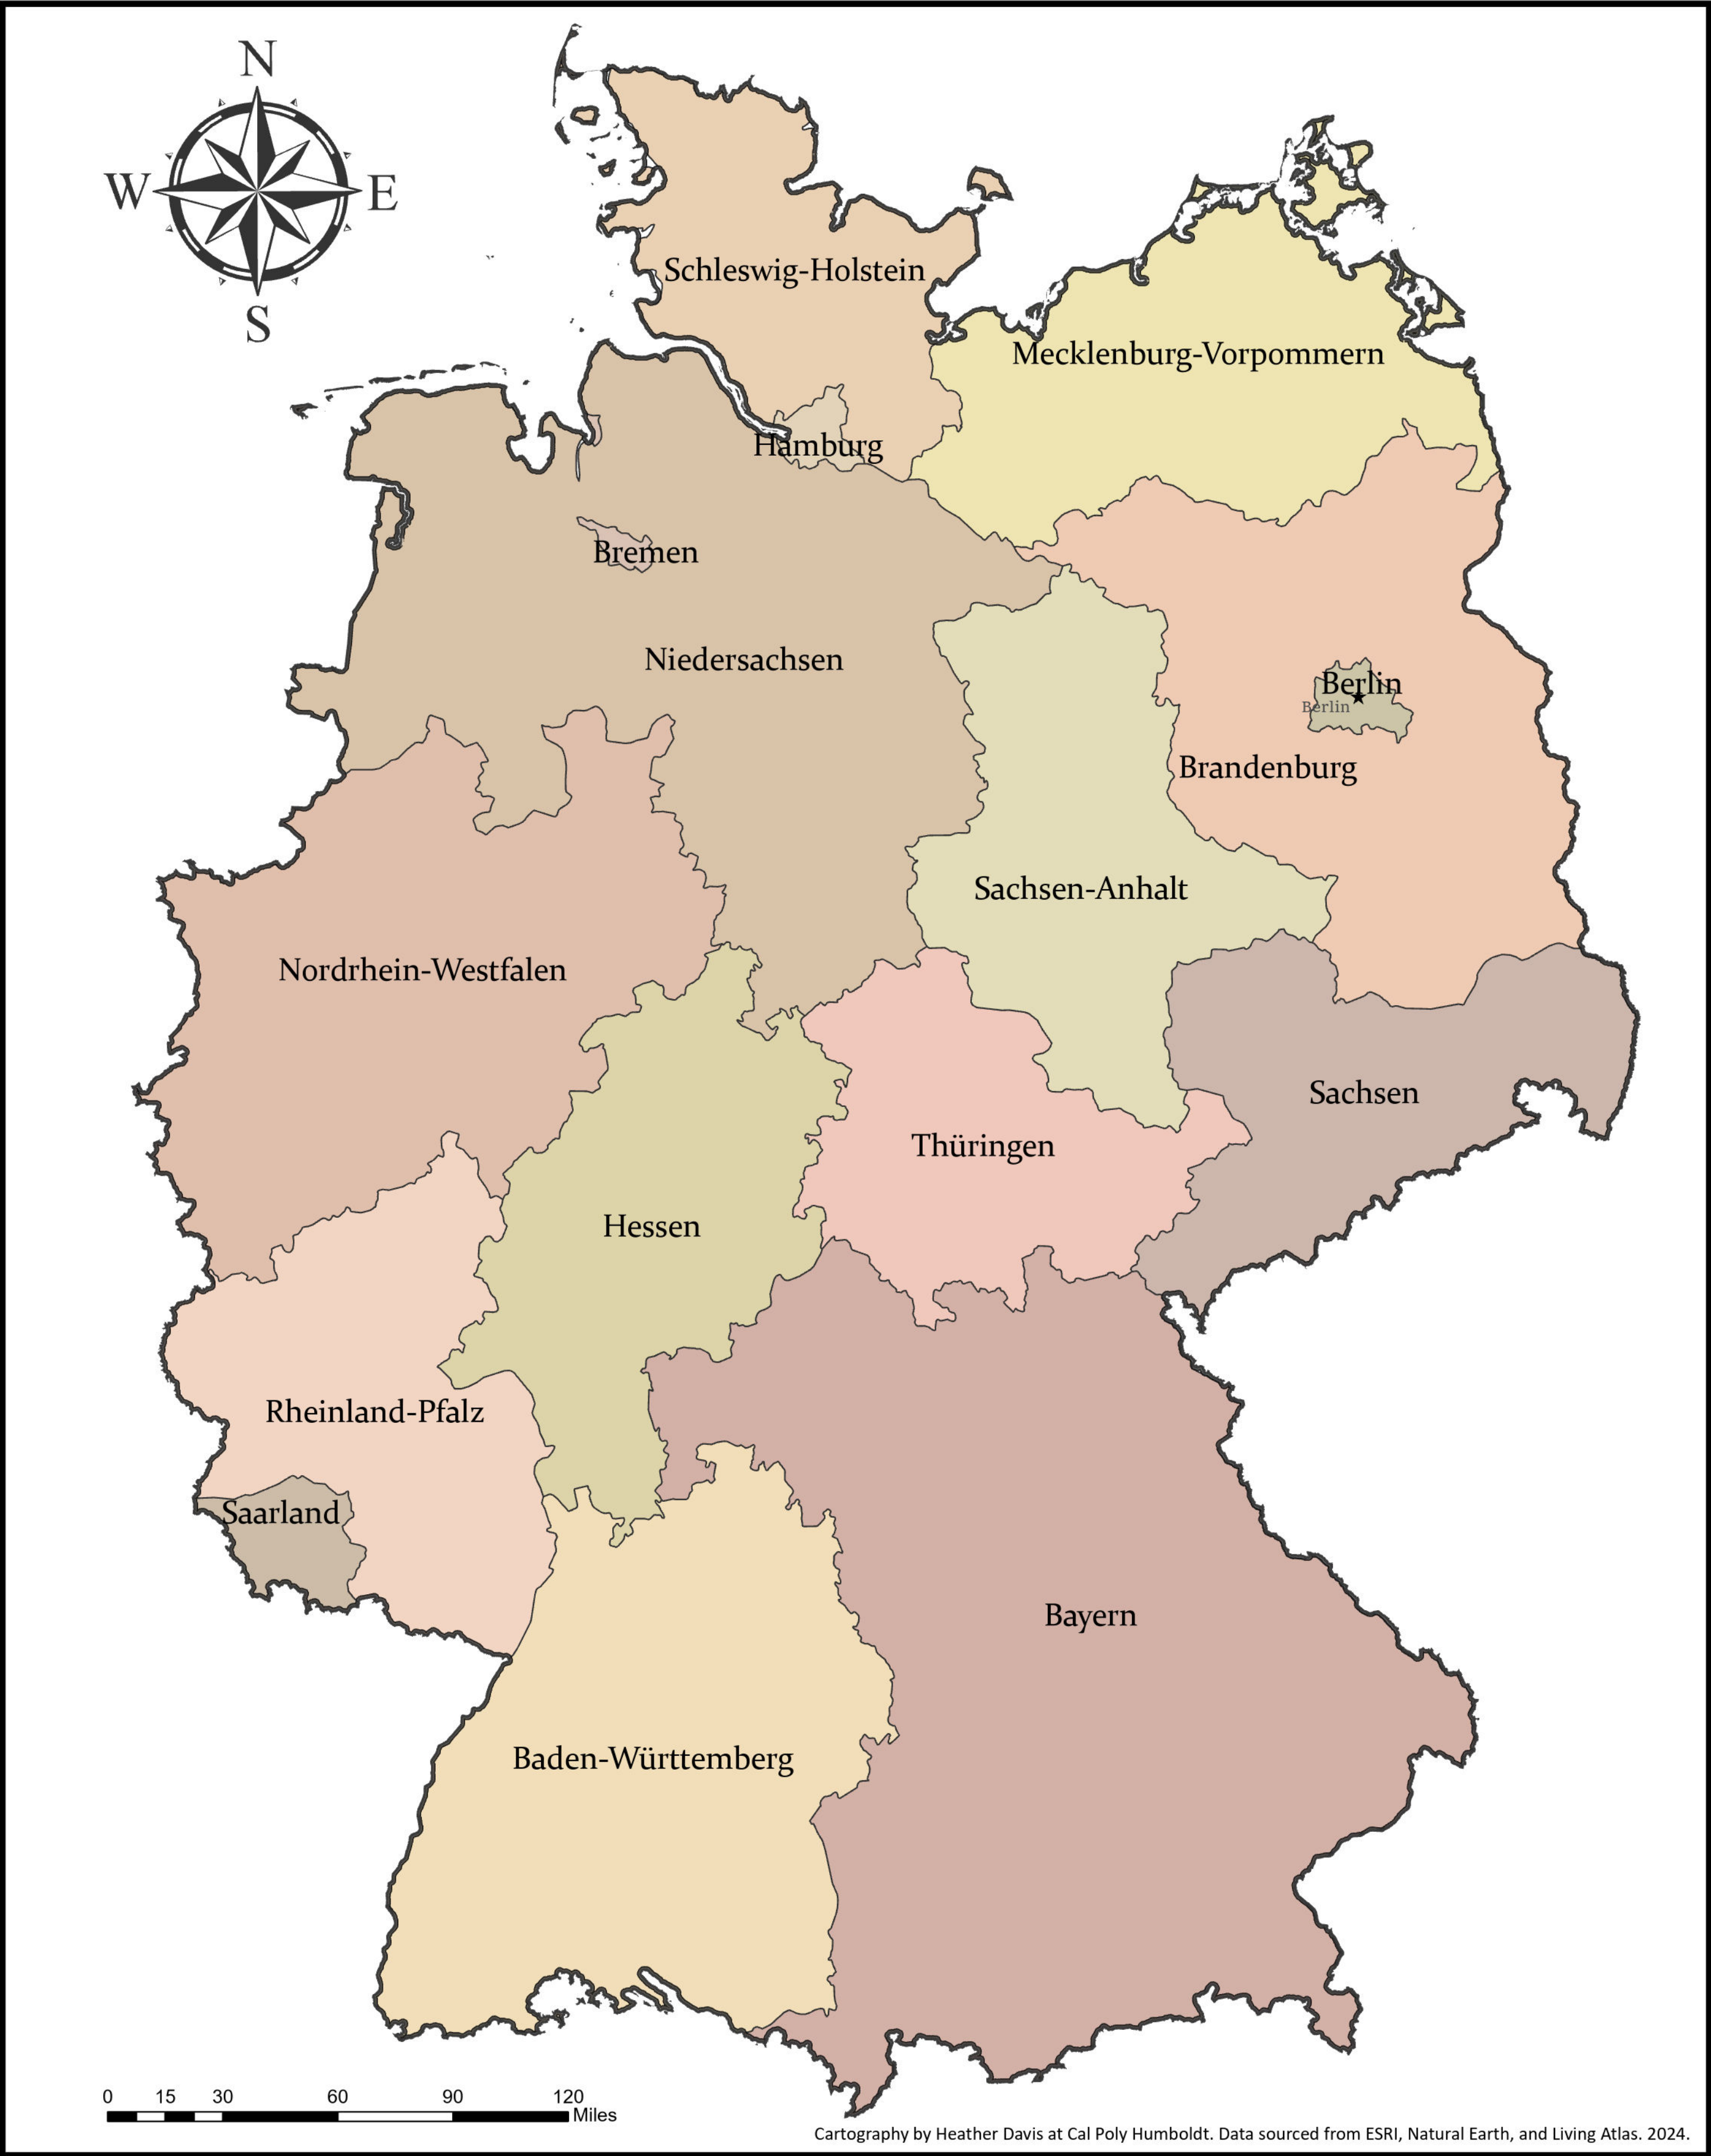 N
W E
S
Schleswig-Holstein
Mecklenburg-Vorpommern
Hamburg
Bremen
Niedersachsen
Berlin
Berlin
Brandenburg
Sachsen-Anhalt
Nordrhein-Westfalen
Sachsen
Thüringen
Hessen
Rheinland-Pfalz
Saarland
Bayern
Baden-Württemberg
0 15 30 60 90 120
Miles
Cartography by Heather Davis at Cal Poly Humboldt. Data sourced from ESRI, Natural Earth, and Living Atlas. 2024.